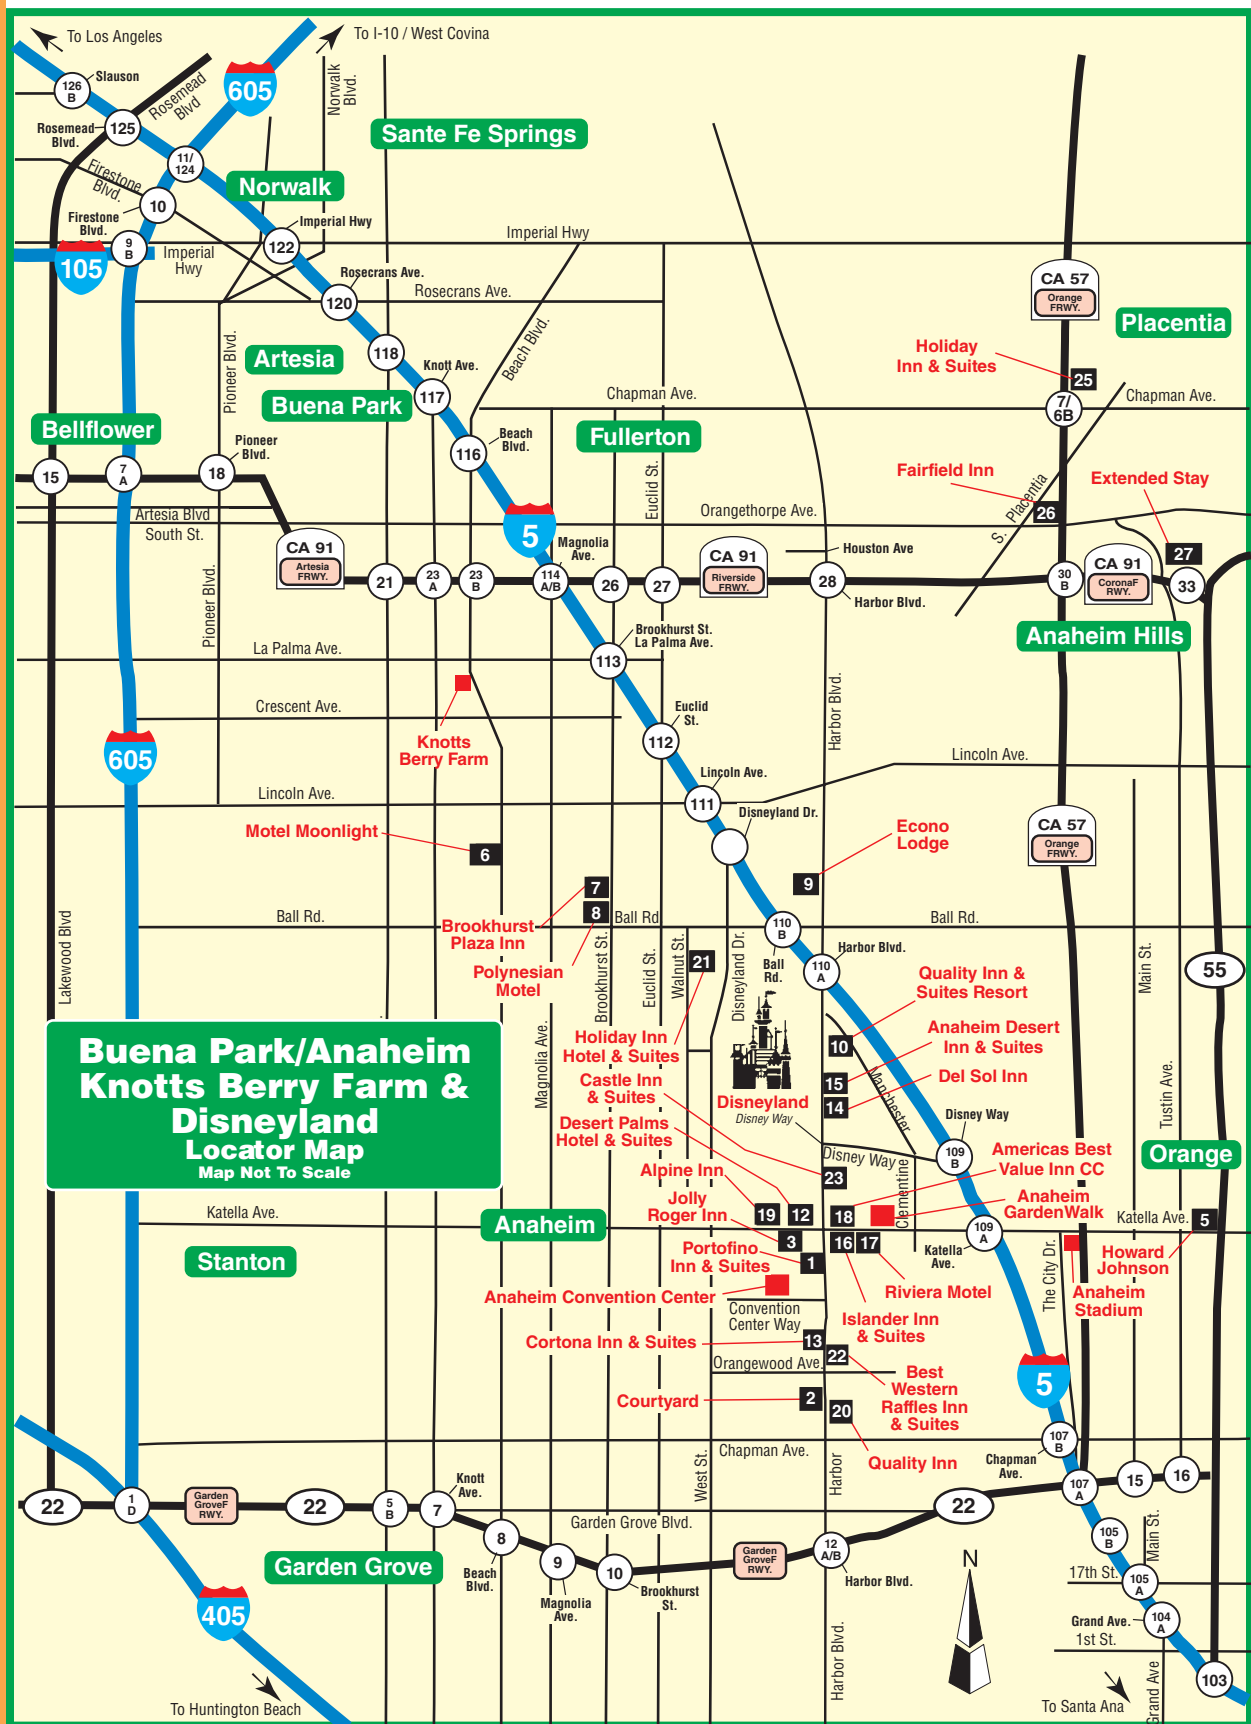 To Los Angeles
To I-10 / West Covina
Slauson
126
B
Rosemead
Blvd
605
Norwalk
Blvd.
Rosemead
Blvd.
125
Sante Fe Springs
11/
124
Firestone
Blvd.
Norwalk
10
Firestone
Blvd.
Imperial Hwy
Imperial Hwy
9
B
122
105
Imperial
Hwy
Rosecrans Ave.
CA 57
Orange
FRWY.
Rosecrans Ave.
120
Placentia
Pioneer Blvd.
Artesia
118
Beach Blvd.
Holiday
Inn & Suites
25
Knott Ave.
117
Chapman Ave.
Chapman Ave.
7/
6B
Buena Park
Bellflower
Pioneer
Blvd.
Beach
Blvd.
116
Fullerton
15
7
A
18
Euclid St.
Fairfield Inn
Extended Stay
S. Placentia
26
Artesia Blvd
South St.
Orangethorpe Ave.
5
Magnolia
Ave.
Houston Ave
27
CA 91
Artesia
FRWY.
21
23
A
23
B
114
A/B
26
27
CA 91
Riverside
FRWY.
28
Harbor Blvd.
30
B
CA 91
CoronaF
RWY.
33
Pioneer Blvd.
Brookhurst St.
La Palma Ave.
Anaheim Hills
La Palma Ave.
113
Crescent Ave.
Euclid
St.
Harbor Blvd.
Knotts
Berry Farm
112
605
Lincoln Ave.
Lincoln Ave.
Lincoln Ave.
111
Disneyland Dr.
CA 57
Orange
FRWY.
Motel Moonlight
6
Econo
Lodge
9
7
8
Lakewood Blvd
Ball Rd.
Ball Rd
Ball Rd.
Brookhurst
Plaza Inn
110
B
Ball
Rd.
Harbor Blvd.
110
A
Polynesian
Motel
Brookhurst St.
Euclid St.
Walnut St.
21
Disneyland Dr.
Main St.
55
Quality Inn &
Suites Resort
Buena Park/Anaheim
Knotts Berry Farm &
Disneyland
Locator Map
Map Not To Scale
Magnolia Ave.
Holiday Inn
Hotel & Suites
10
Anaheim Desert
Inn & Suites
Castle Inn
& Suites
15
Manchester
Del Sol Inn
14
Disneyland
Disney Way
Tustin Ave.
Desert Palms
Hotel & Suites
Disney Way
Disney Way
109
B
Americas Best
Value Inn CC
Orange
Alpine Inn
23
Clementine
Jolly
Roger Inn
19
12
18
Anaheim
GardenWalk
Katella Ave.
Anaheim
Katella Ave.
5
3
16
17
Katella
Ave.
109
A
The City Dr.
Howard
Johnson
Stanton
Portofino
Inn & Suites
1
Riviera Motel
Anaheim
Stadium
Anaheim Convention Center
Convention
Center Way
Islander Inn
& Suites
Cortona Inn & Suites
13
22
Orangewood Ave.
Best
Western
Raffles Inn
& Suites
5
Courtyard
2
20
Chapman Ave.
107
B
Chapman
Ave.
Quality Inn
West St.
Harbor
22
1
D
Garden
GroveF
RWY.
22
5
B
7
Knott
Ave.
22
107
A
15
16
Garden Grove Blvd.
8
Beach
Blvd.
9
Magnolia
Ave.
10
Brookhurst
St.
Garden
GroveF
RWY.
12
A/B
Harbor Blvd.
Garden Grove
105
B
Main St.
N
17th St.
105
A
405
Grand Ave.
104
A
1st St.
Harbor Blvd.
103
To Huntington Beach
To Santa Ana
Grand Ave